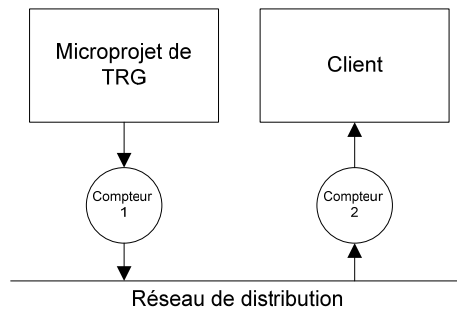 Microprojet de
TRG
Client
Compteur
1
Compteur
2
Réseau de distribution